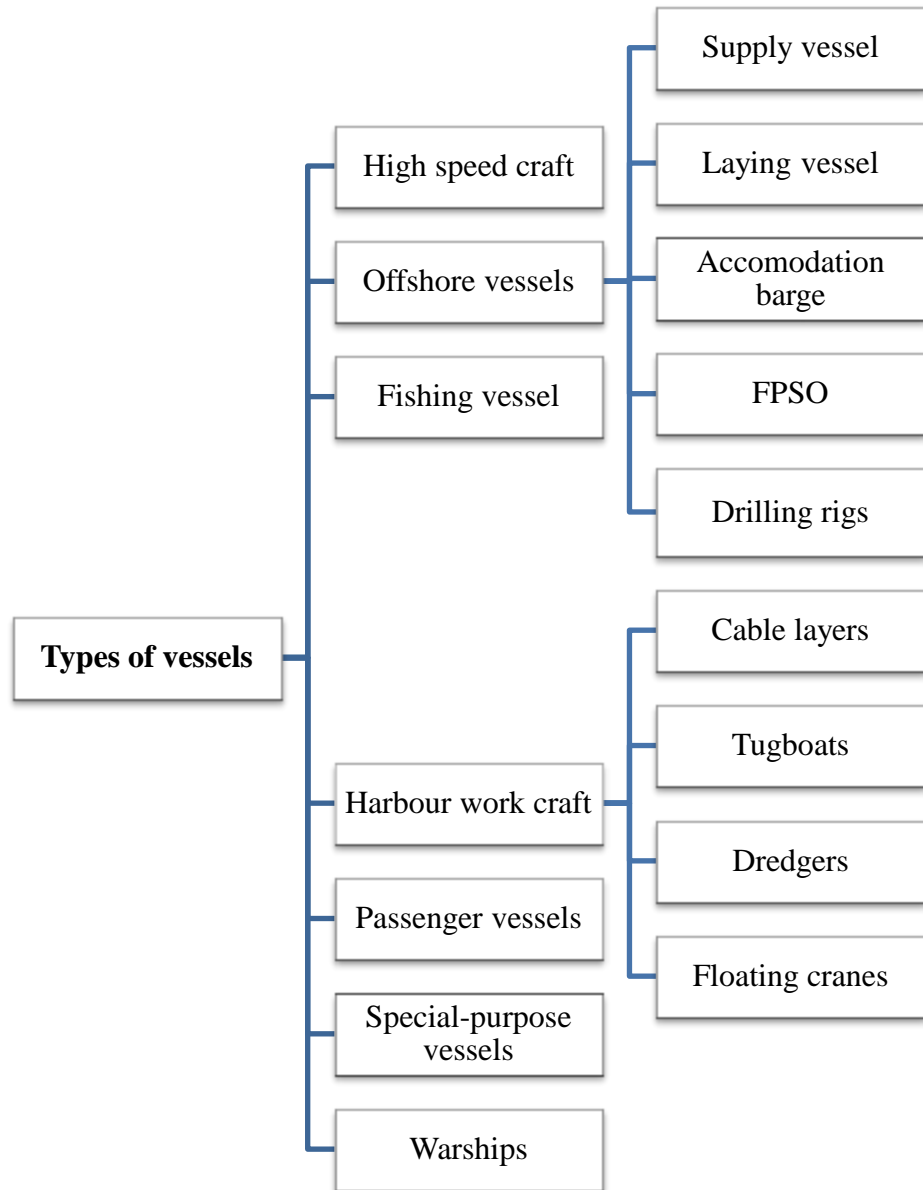 Types of vessels
High speed craft
Offshore vessels
Supply vessel
Laying vessel
Accomodation
barge
FPSO
Drilling rigs
Fishing vessel
Harbour work craft
Cable layers
Tugboats
Dredgers
Floating cranes
Passenger vessels
Special-purpose
vessels
Warships